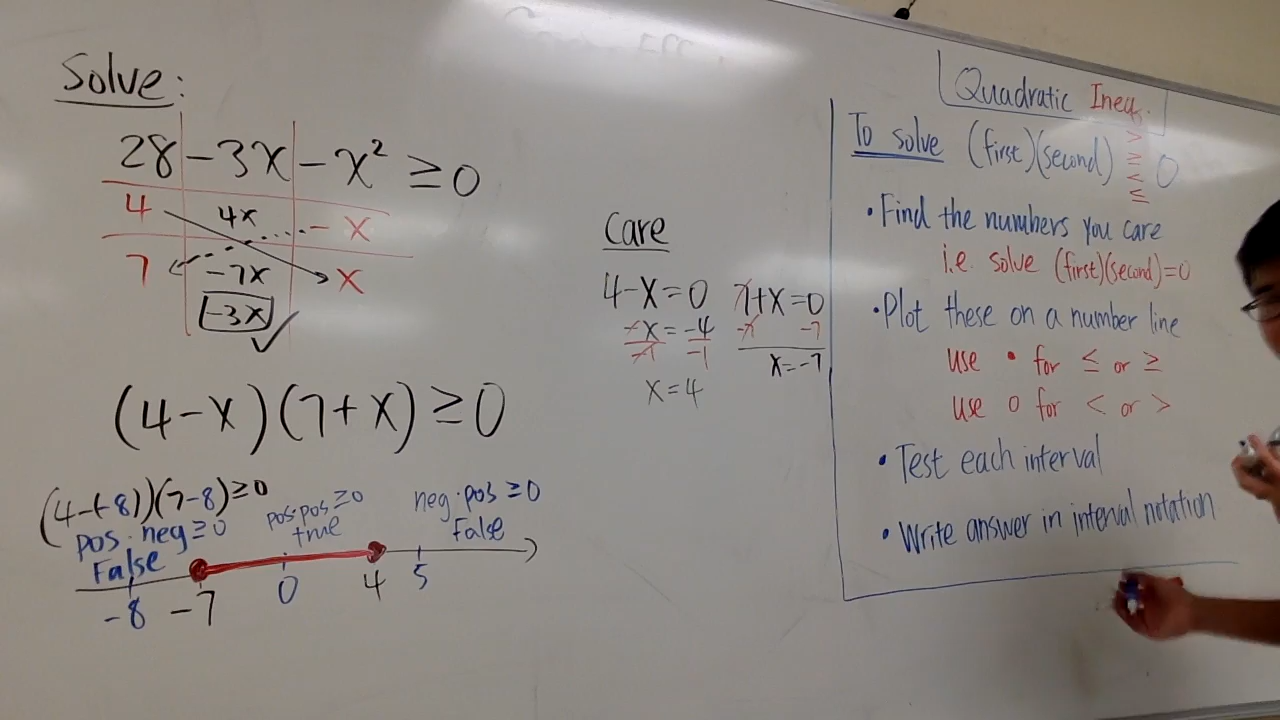 Solve:
28 - 3x - x² ≥ 0
4 4x - x
7 -7x x
-3x ✓
(4-x)(7+x) ≥ 0
(4-(-8))(7-8) ≥ 0
pos. neg ≥ 0
False
pos.pos ≥ 0
true
neg.pos ≥ 0
False
-8 -7 0 4 5
Care
4-x=0
-x = -4
-1 -1
x=4
7+x=0
-7 -7
x=-7
Quadratic Ineq.
To solve (first)(second) > ≥ < ≤ 0
• Find the numbers you care
i.e. solve (first)(second)=0
• Plot these on a number line
use • for ≤ or ≥
use o for < or >
• Test each interval
• Write answer in interval notation